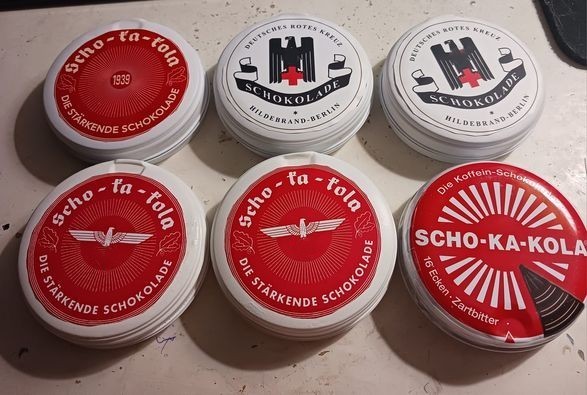 Scho-ka-kola
1939
DIE STÄRKENDE SCHOKOLADE
DEUTSCHES ROTES KREUZ
SCHOKOLADE
HILDEBRAND-BERLIN
DEUTSCHES ROTES KREUZ
SCHOKOLADE
HILDEBRAND-BERLIN
Scho-ka-kola
DIE STÄRKENDE SCHOKOLADE
Scho-ka-kola
DIE STÄRKENDE SCHOKOLADE
Die Koffein-Schokolade
SCHO-KA-KOLA
16 Ecken · Zartbitter